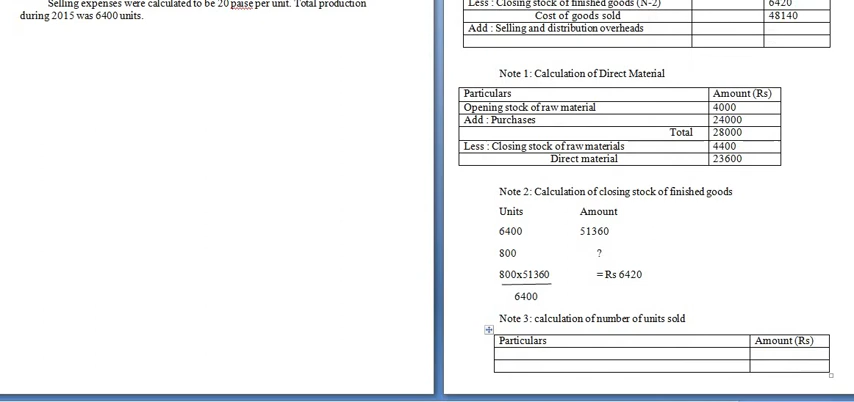 Selling expenses were calculated to be 20 paise per unit. Total production
during 2015 was 6400 units.
Less : Closing stock of finished goods (N-2) 6420
Cost of goods sold 48140
Add : Selling and distribution overheads
Note 1: Calculation of Direct Material
Particulars Amount (Rs)
Opening stock of raw material 4000
Add : Purchases 24000
Total 28000
Less : Closing stock of raw materials 4400
Direct material 23600
Note 2: Calculation of closing stock of finished goods
Units Amount
6400 51360
800 ?
800x51360 = Rs 6420
6400
Note 3: calculation of number of units sold
Particulars Amount (Rs)